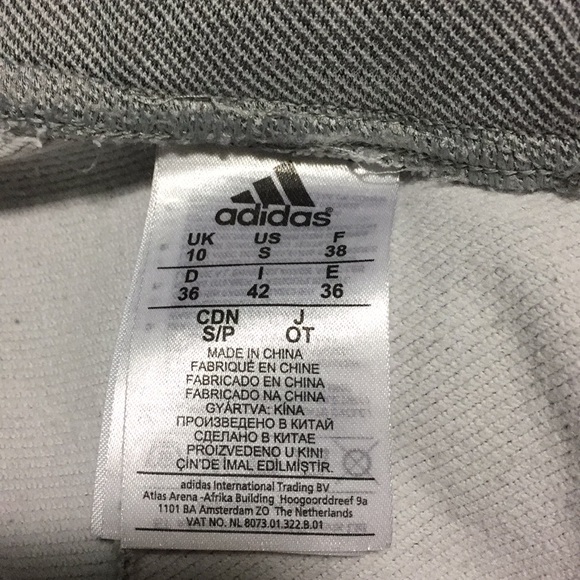 adidas®
UK US F
10 S 38
D I E
36 42 36
CDN J
S/P OT
MADE IN CHINA
FABRIQUÉ EN CHINE
FABRICADO EN CHINA
FABRICADO NA CHINA
GYÁRTVA: KÍNA
ПРОИЗВЕДЕНО В КИТАЙ
СДЕЛАНО В КИТАЕ
PROIZVEDENO U KINI
ÇİN'DE İMAL EDİLMİŞTİR.
adidas International Trading BV
Atlas Arena -Afrika Building Hoogoorddreef 9a
1101 BA Amsterdam ZO The Netherlands
VAT NO. NL 8073.01.322.B.01